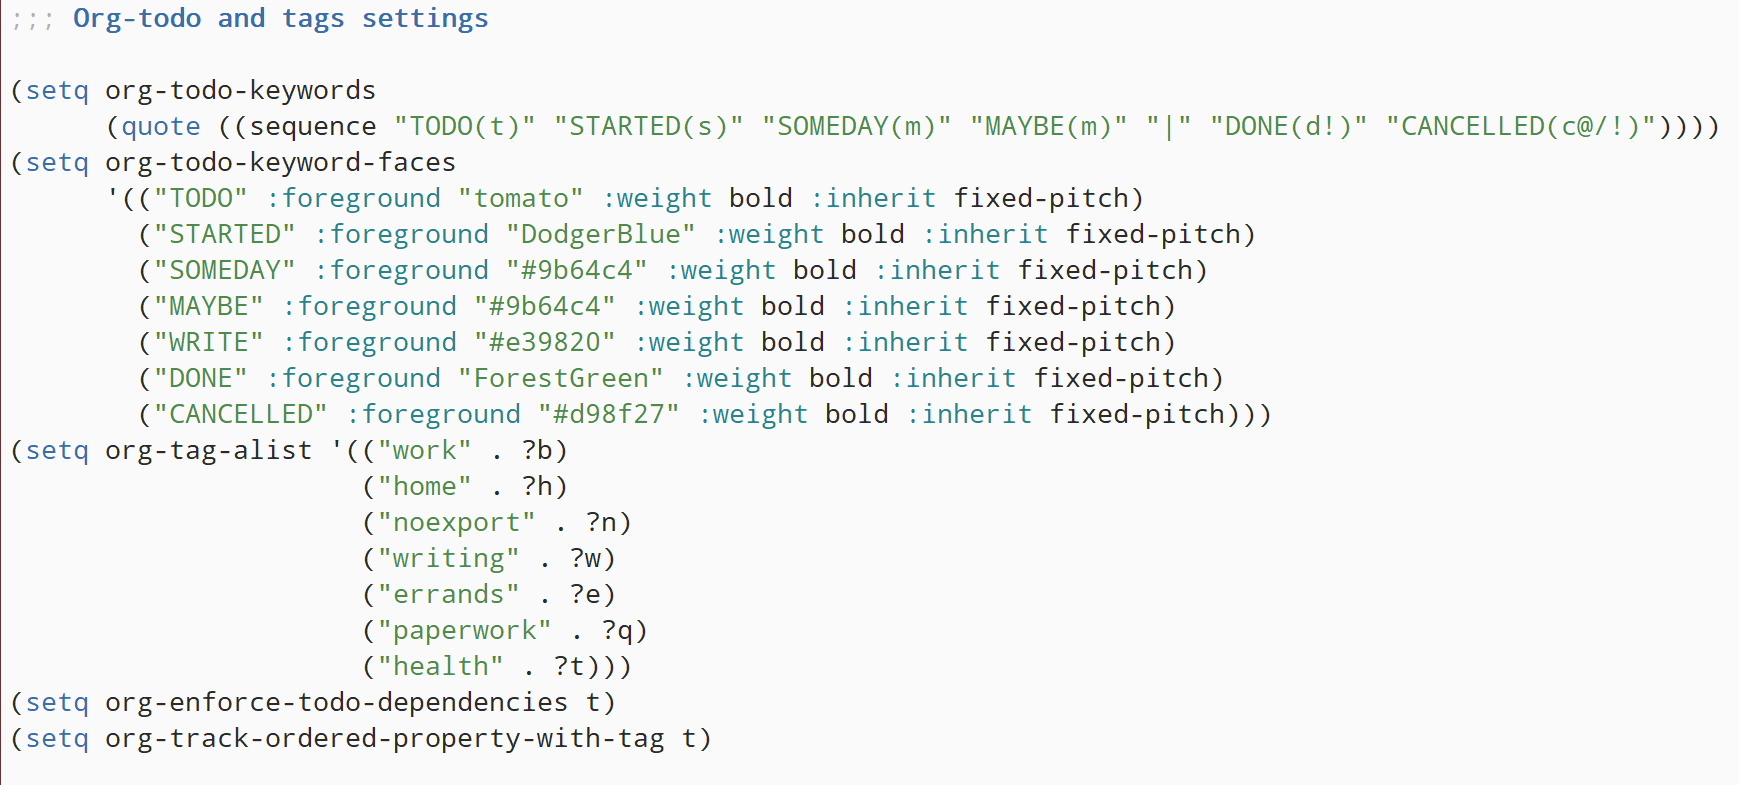 ;;; Org-todo and tags settings
(setq org-todo-keywords
(quote ((sequence "TODO(t)" "STARTED(s)" "SOMEDAY(m)" "MAYBE(m)" "|" "DONE(d!)" "CANCELLED(c@/!)"))))
(setq org-todo-keyword-faces
'(("TODO" :foreground "tomato" :weight bold :inherit fixed-pitch)
("STARTED" :foreground "DodgerBlue" :weight bold :inherit fixed-pitch)
("SOMEDAY" :foreground "#9b64c4" :weight bold :inherit fixed-pitch)
("MAYBE" :foreground "#9b64c4" :weight bold :inherit fixed-pitch)
("WRITE" :foreground "#e39820" :weight bold :inherit fixed-pitch)
("DONE" :foreground "ForestGreen" :weight bold :inherit fixed-pitch)
("CANCELLED" :foreground "#d98f27" :weight bold :inherit fixed-pitch)))
(setq org-tag-alist '(("work" . ?b)
("home" . ?h)
("noexport" . ?n)
("writing" . ?w)
("errands" . ?e)
("paperwork" . ?q)
("health" . ?t)))
(setq org-enforce-todo-dependencies t)
(setq org-track-ordered-property-with-tag t)